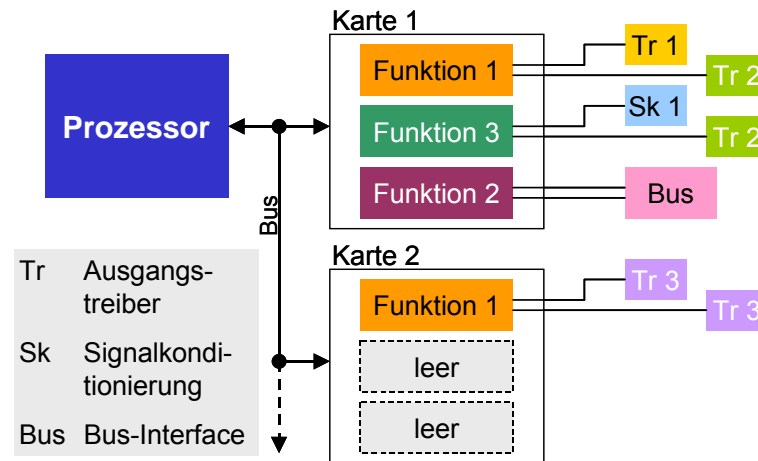 Karte 1
Prozessor
Bus
Funktion 1
Tr 1
Tr 2
Funktion 3
Sk 1
Tr 2
Funktion 2
Bus
Karte 2
Funktion 1
Tr 3
Tr 3
leer
leer
Tr Ausgangs-
treiber
Sk Signalkondi-
tionierung
Bus Bus-Interface